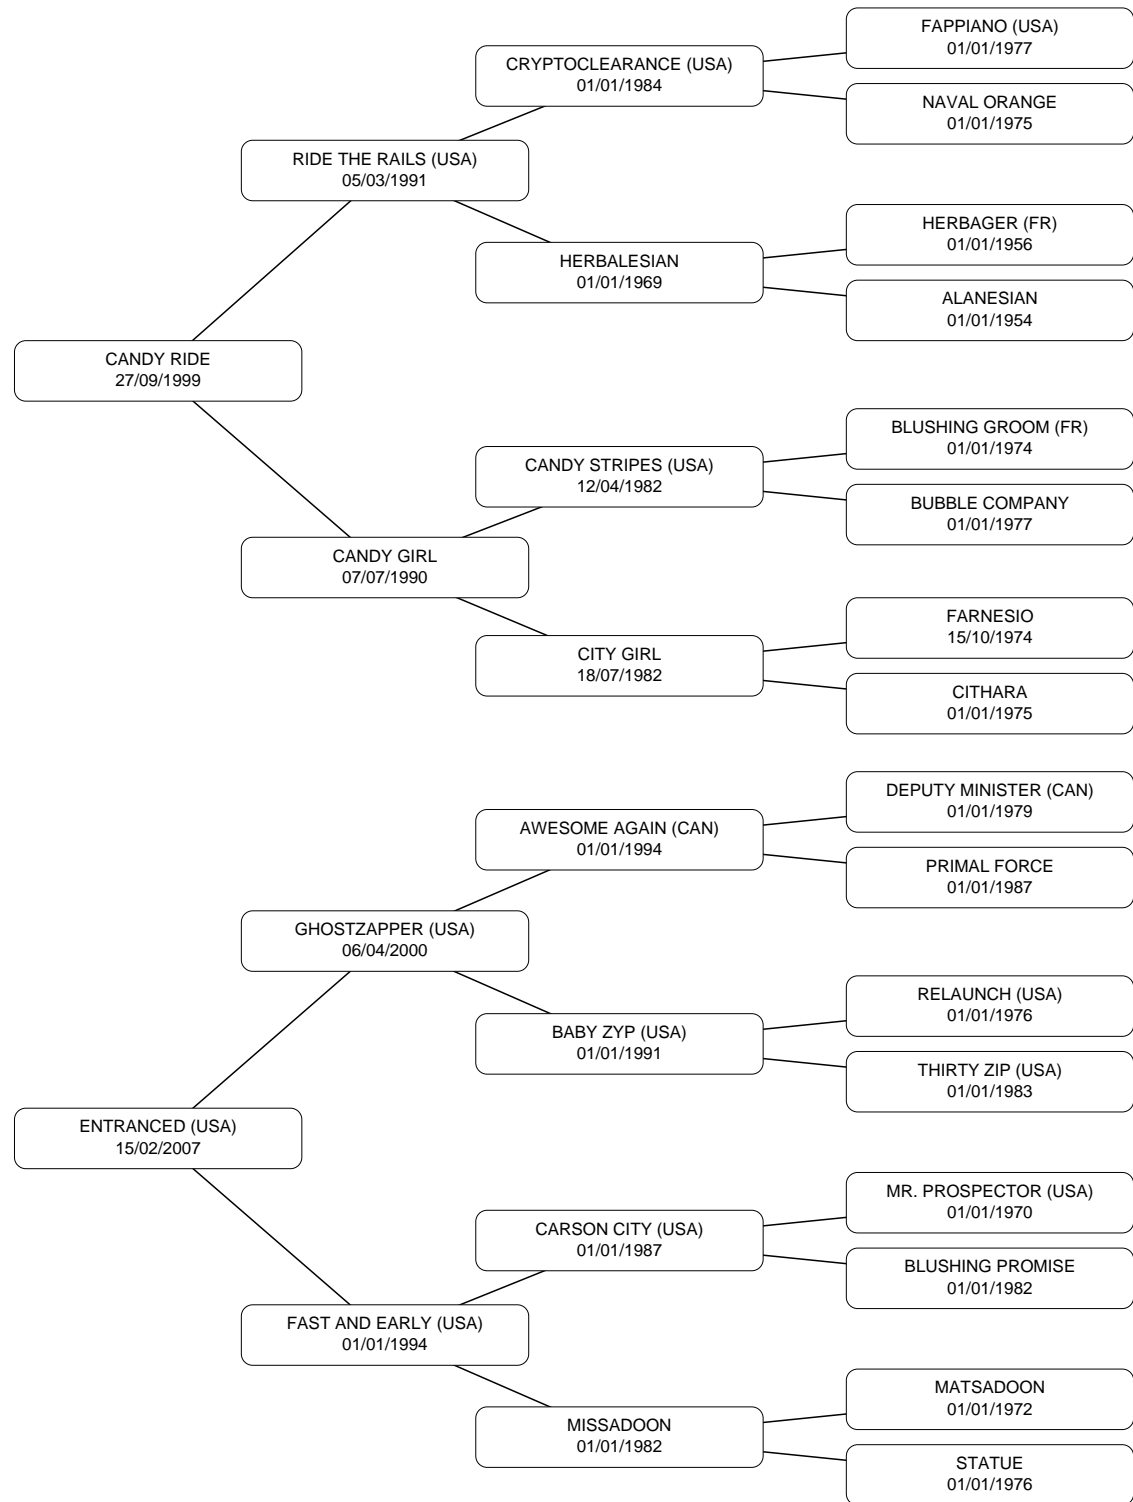 FAPPIANO (USA)
01/01/1977
CRYPTOCLEARANCE (USA)
01/01/1984
NAVAL ORANGE
01/01/1975
RIDE THE RAILS (USA)
05/03/1991
HERBAGER (FR)
01/01/1956
HERBALESIAN
01/01/1969
ALANESIAN
01/01/1954
CANDY RIDE
27/09/1999
BLUSHING GROOM (FR)
01/01/1974
CANDY STRIPES (USA)
12/04/1982
BUBBLE COMPANY
01/01/1977
CANDY GIRL
07/07/1990
FARNESIO
15/10/1974
CITY GIRL
18/07/1982
CITHARA
01/01/1975
DEPUTY MINISTER (CAN)
01/01/1979
AWESOME AGAIN (CAN)
01/01/1994
PRIMAL FORCE
01/01/1987
GHOSTZAPPER (USA)
06/04/2000
RELAUNCH (USA)
01/01/1976
BABY ZYP (USA)
01/01/1991
THIRTY ZIP (USA)
01/01/1983
ENTRANCED (USA)
15/02/2007
MR. PROSPECTOR (USA)
01/01/1970
CARSON CITY (USA)
01/01/1987
BLUSHING PROMISE
01/01/1982
FAST AND EARLY (USA)
01/01/1994
MATSADOON
01/01/1972
MISSADOON
01/01/1982
STATUE
01/01/1976